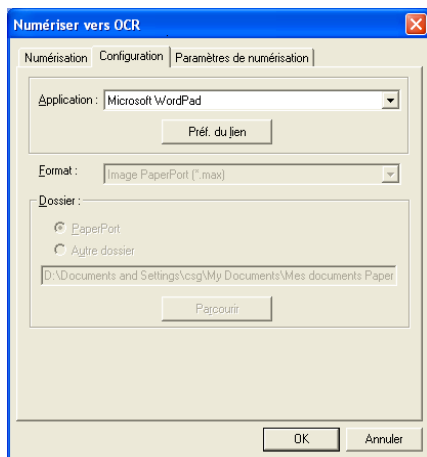 Numériser vers OCR
Numérisation Configuration Paramètres de numérisation
Application : Microsoft WordPad
Préf. du lien
Format : Image PaperPort (*.max)
Dossier :
PaperPort
Autre dossier
D:\Documents and Settings\csg\My Documents\Mes documents Paper
Parcourir
OK Annuler